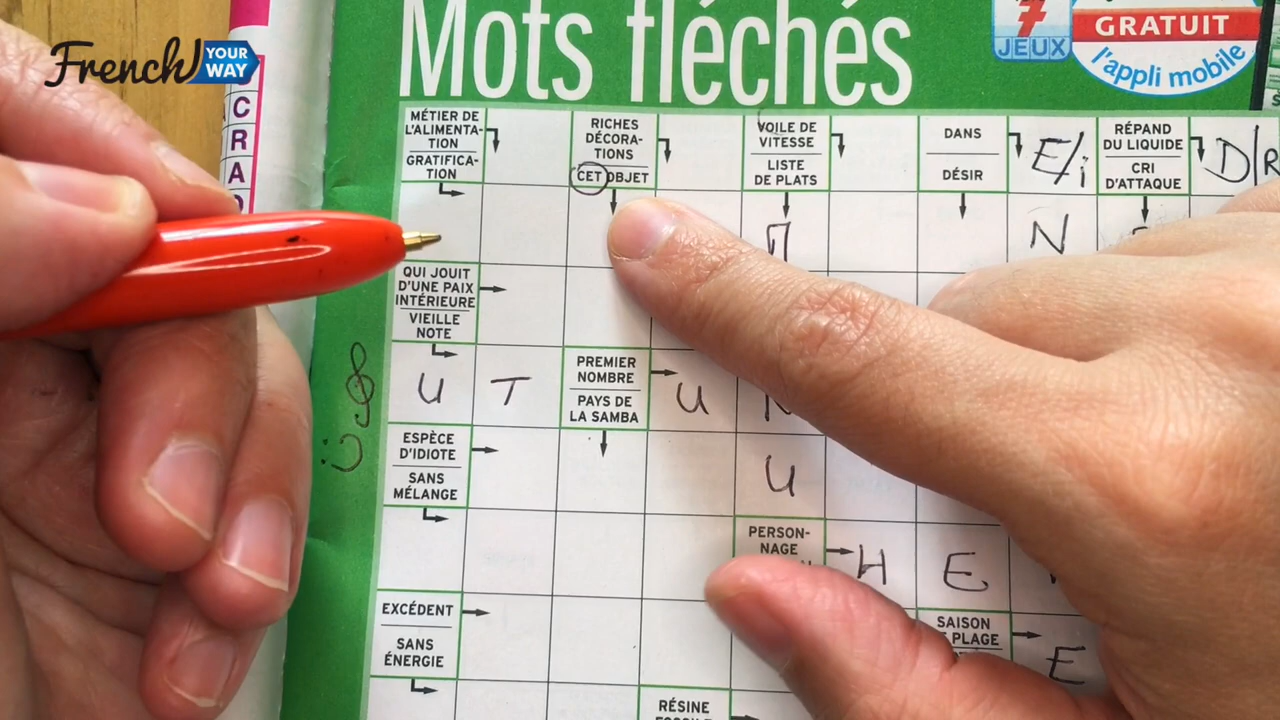 French YOUR WAY
Mots fléchés
7
JEUX
GRATUIT
l'appli mobile
C
R
A
MÉTIER DE
L'ALIMENTA-
TION
GRATIFICA-
TION
RICHES
DÉCORA-
TIONS
CET OBJET
VOILE DE
VITESSE
LISTE
DE PLATS
DANS
DÉSIR
E/i
RÉPAND
DU LIQUIDE
CRI
D'ATTAQUE
D/R
N
QUI JOUIT
D'UNE PAIX
INTÉRIEURE
VIEILLE
NOTE
U T
PREMIER
NOMBRE
PAYS DE
LA SAMBA
U N
ESPÈCE
D'IDIOTE
SANS
MÉLANGE
U
PERSON-
NAGE
H E
EXCÉDENT
SANS
ÉNERGIE
SAISON
PLAGE
E
RÉSINE